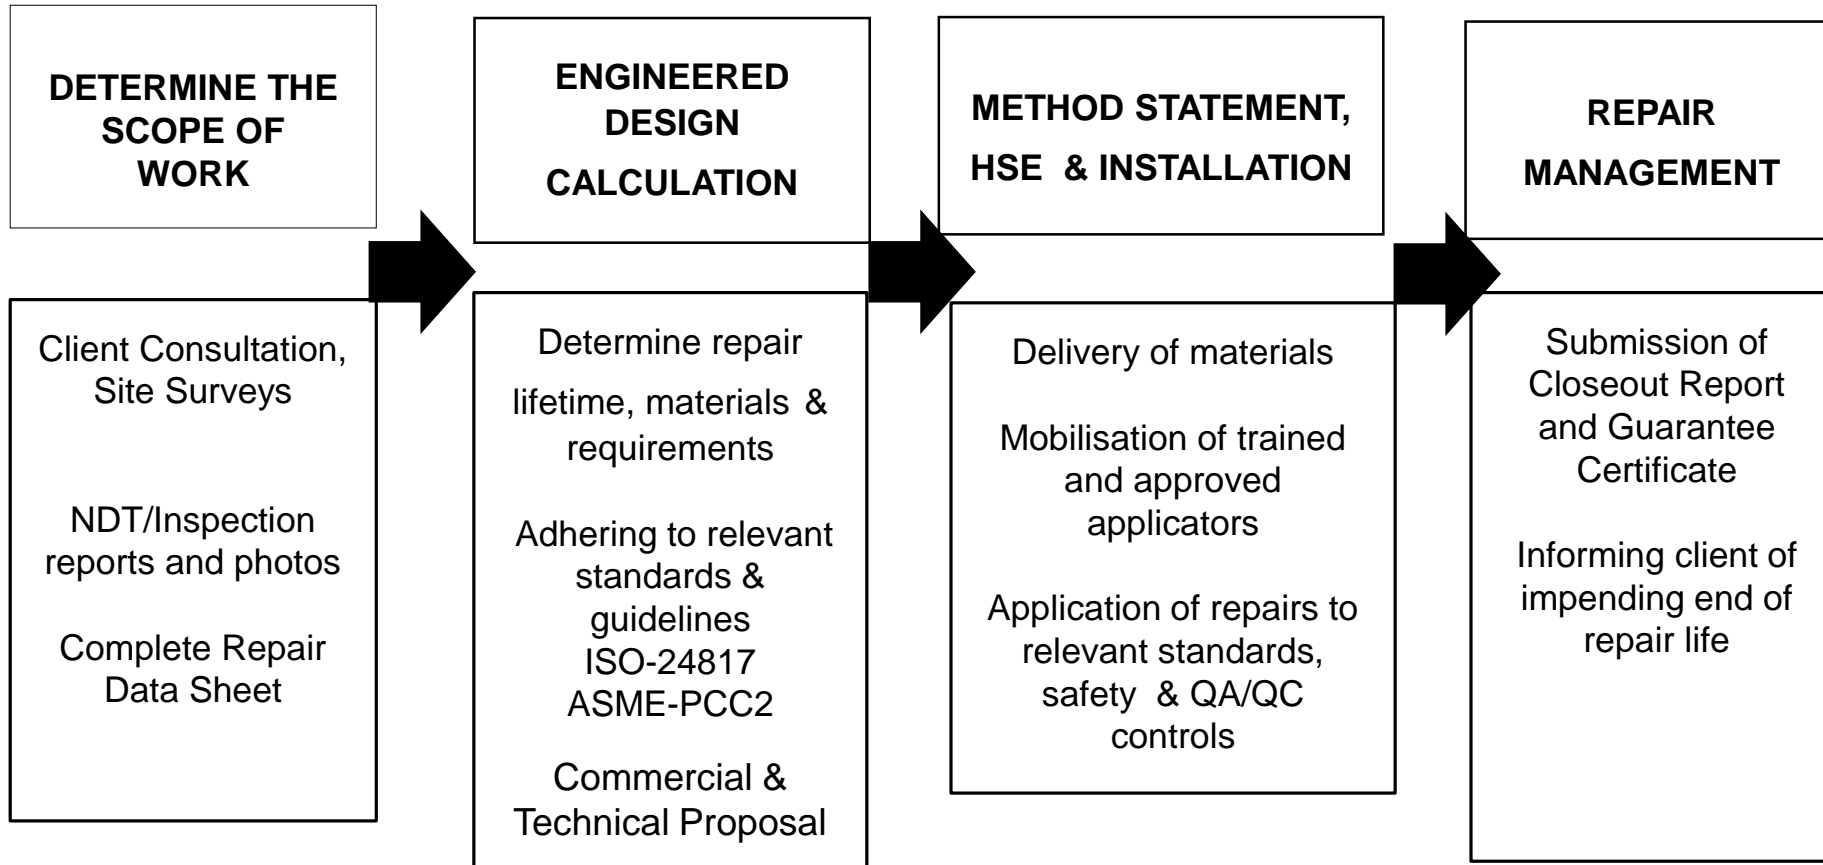 DETERMINE THE
SCOPE OF
WORK
Client Consultation,
Site Surveys
NDT/Inspection
reports and photos
Complete Repair
Data Sheet
ENGINEERED
DESIGN
CALCULATION
Determine repair
lifetime, materials &
requirements
Adhering to relevant
standards &
guidelines
ISO-24817
ASME-PCC2
Commercial &
Technical Proposal
METHOD STATEMENT,
HSE & INSTALLATION
Delivery of materials
Mobilisation of trained
and approved
applicators
Application of repairs to
relevant standards,
safety & QA/QC
controls
REPAIR
MANAGEMENT
Submission of
Closeout Report
and Guarantee
Certificate
Informing client of
impending end of
repair life